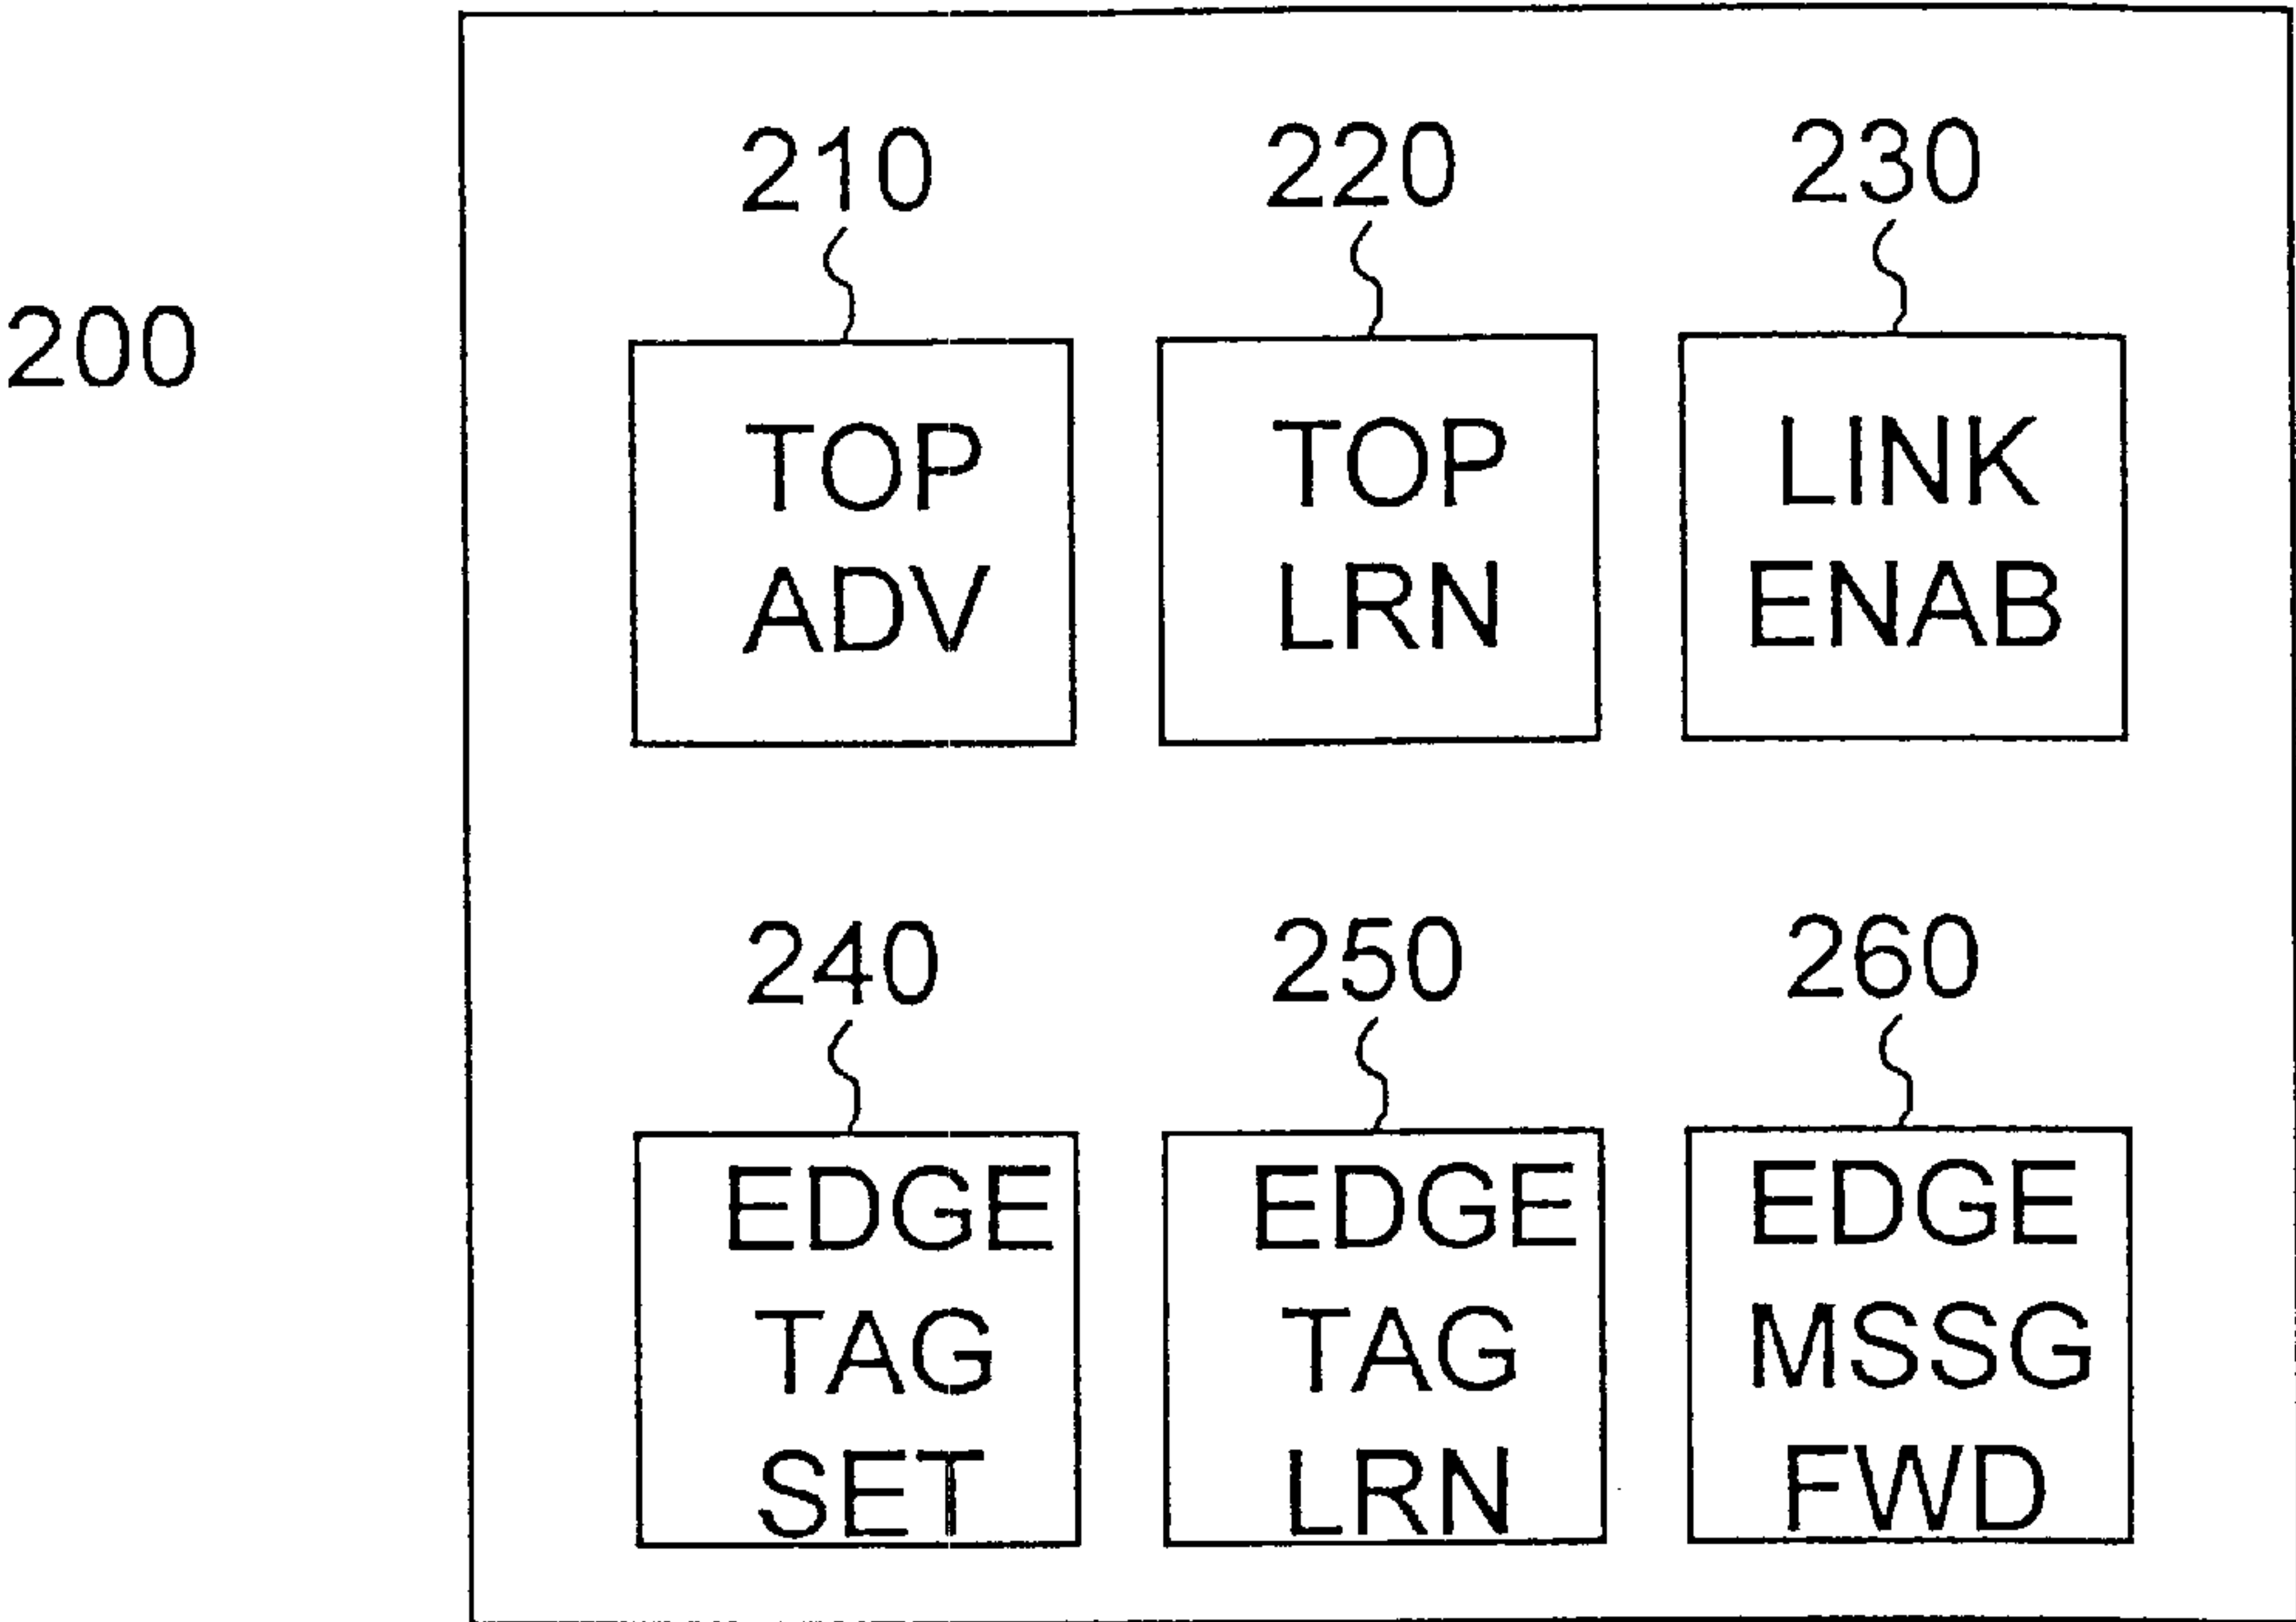 210 220 230
200
TOP ADV
TOP LRN
LINK ENAB
240 250 260
EDGE TAG SET
EDGE TAG LRN
EDGE MSSG FWD